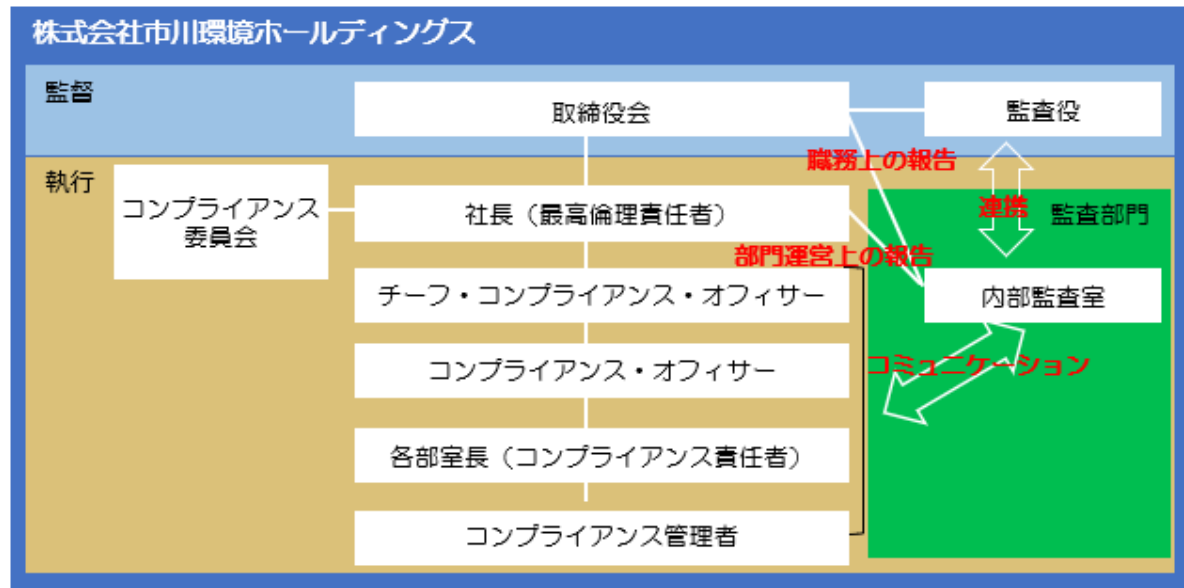 株式会社市川環境ホールディングス
監督
取締役会
監査役
職務上の報告
執行
コンプライアンス
委員会
社長（最高倫理責任者）
連携
監査部門
部門運営上の報告
チーフ・コンプライアンス・オフィサー
内部監査室
コンプライアンス・オフィサー
コミュニケーション
各部室長（コンプライアンス責任者）
コンプライアンス管理者